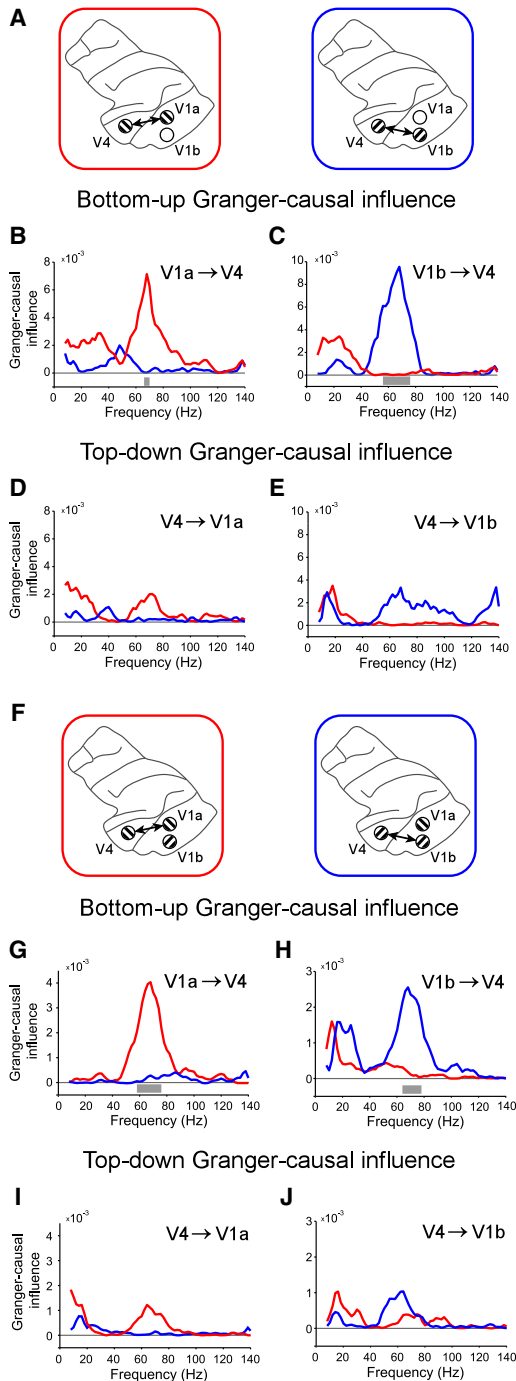 A
V1a
V4
V1b
V1a
V4
V1b
Bottom-up Granger-causal influence
B
C
×10⁻³
V1a → V4
×10⁻³
V1b → V4
Granger-causal
influence
8
6
4
2
0
0 20 40 60 80 100 120 140
Frequency (Hz)
10
8
6
4
2
0
0 20 40 60 80 100 120 140
Frequency (Hz)
Top-down Granger-causal influence
D
E
×10⁻³
V4 → V1a
×10⁻³
V4 → V1b
Granger-causal
influence
8
6
4
2
0
0 20 40 60 80 100 120 140
Frequency (Hz)
10
8
6
4
2
0
0 20 40 60 80 100 120 140
Frequency (Hz)
F
V1a
V4
V1b
V1a
V4
V1b
Bottom-up Granger-causal influence
G
H
×10⁻³
V1a → V4
×10⁻³
V1b → V4
Granger-causal
influence
4
3
2
1
0
0 20 40 60 80 100 120 140
Frequency (Hz)
3
2
1
0
0 20 40 60 80 100 120 140
Frequency (Hz)
Top-down Granger-causal influence
I
J
×10⁻³
V4 → V1a
×10⁻³
V4 → V1b
Granger-causal
influence
4
3
2
1
0
0 20 40 60 80 100 120 140
Frequency (Hz)
3
2
1
0
0 20 40 60 80 100 120 140
Frequency (Hz)